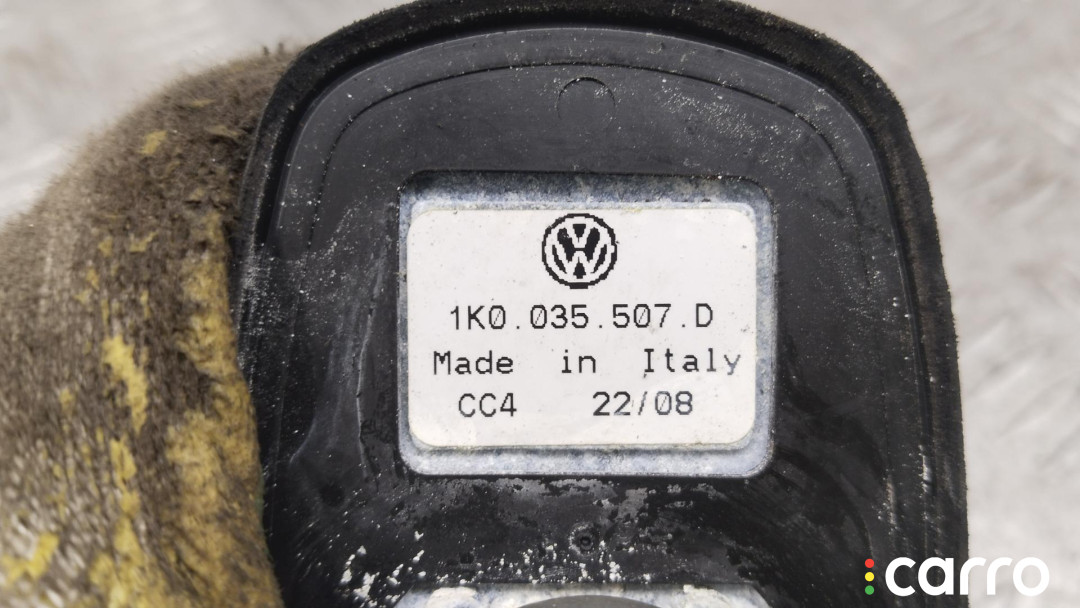 1K0.035.507.D
Made in Italy
CC4 22/08
carro